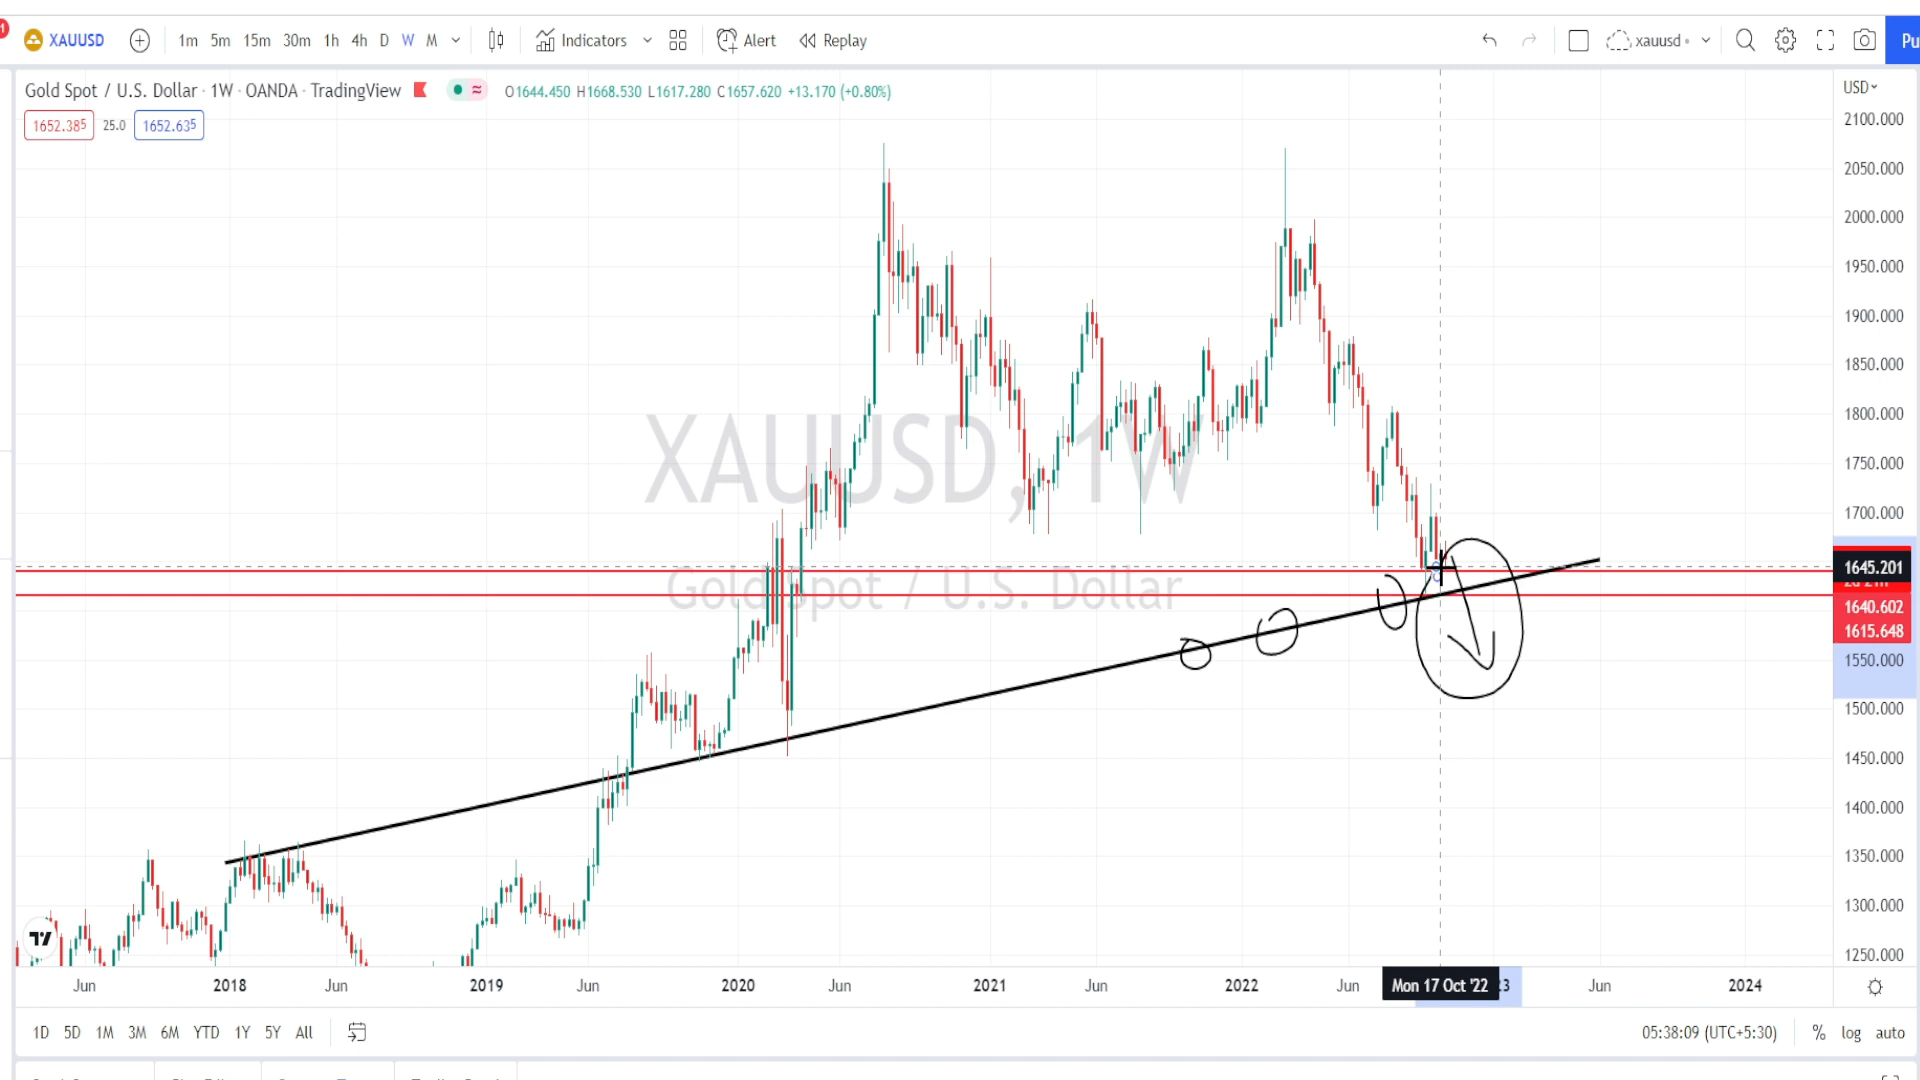 1
XAUUSD 1m 5m 15m 30m 1h 4h D W M Indicators Alert Replay xauusd Pu
Gold Spot / U.S. Dollar · 1W · OANDA · TradingView O1644.450 H1668.530 L1617.280 C1657.620 +13.170 (+0.80%) USD
1652.385 25.0 1652.635
2100.000
2050.000
2000.000
1950.000
1900.000
1850.000
1800.000
XAUUSD, 1W
1750.000
1700.000
1645.201
Gold Spot / U.S. Dollar
1640.602
1615.648
1550.000
1500.000
1450.000
1400.000
1350.000
1300.000
1250.000
Jun 2018 Jun 2019 Jun 2020 Jun 2021 Jun 2022 Jun Mon 17 Oct '22 3 Jun 2024
1D 5D 1M 3M 6M YTD 1Y 5Y All 05:38:09 (UTC+5:30) % log auto